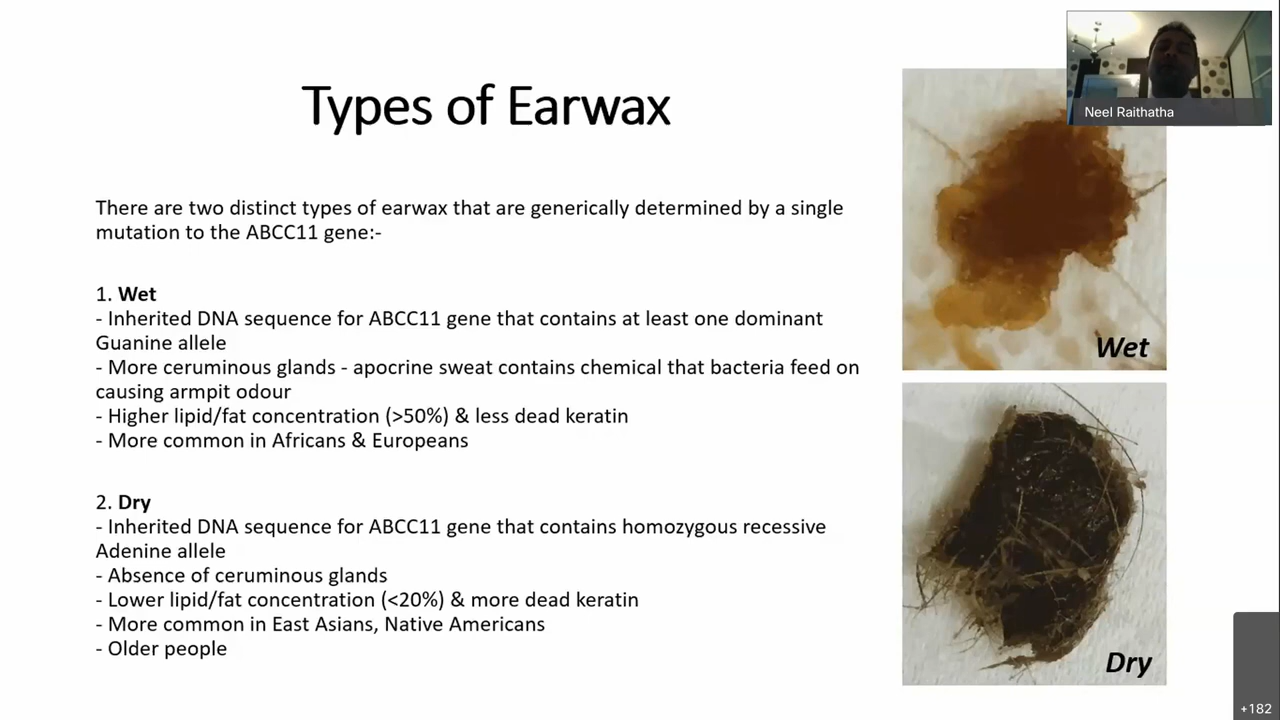 Neel Raithatha
Types of Earwax
There are two distinct types of earwax that are generically determined by a single
mutation to the ABCC11 gene:-
1. Wet
- Inherited DNA sequence for ABCC11 gene that contains at least one dominant
Guanine allele
- More ceruminous glands - apocrine sweat contains chemical that bacteria feed on
causing armpit odour
- Higher lipid/fat concentration (>50%) & less dead keratin
- More common in Africans & Europeans
Wet
2. Dry
- Inherited DNA sequence for ABCC11 gene that contains homozygous recessive
Adenine allele
- Absence of ceruminous glands
- Lower lipid/fat concentration (<20%) & more dead keratin
- More common in East Asians, Native Americans
- Older people
Dry
+182